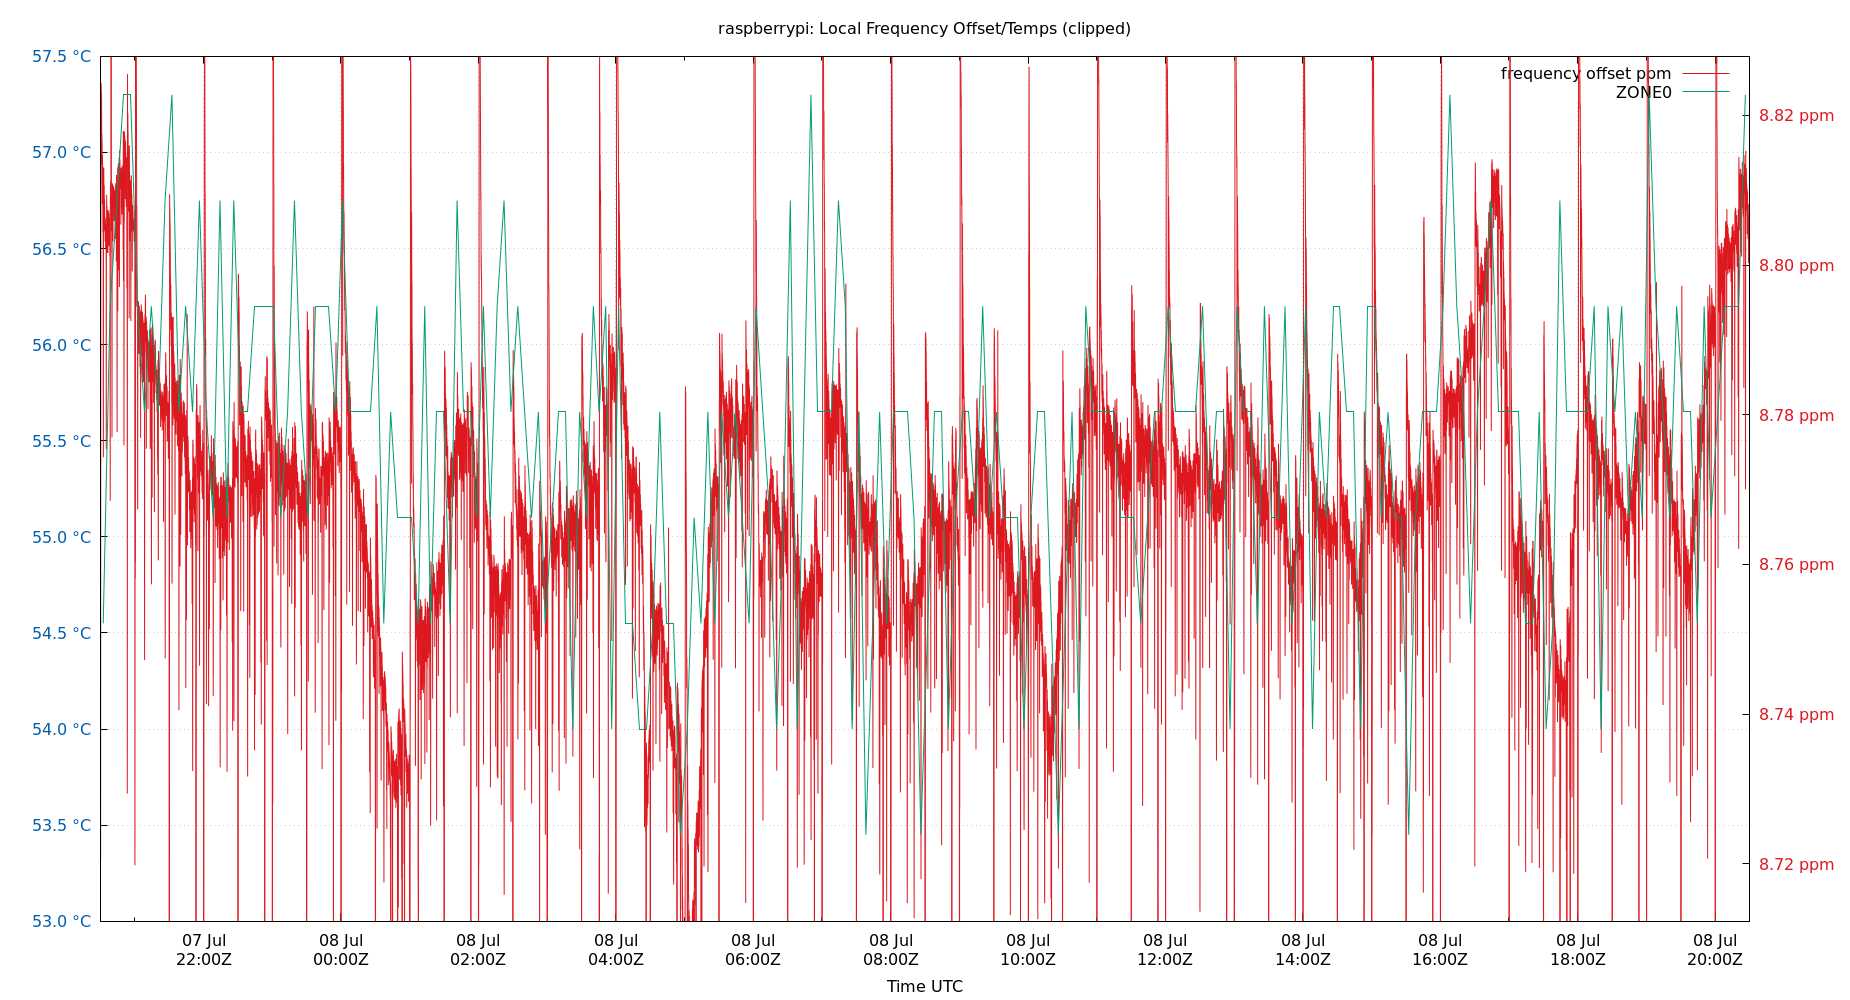 raspberrypi: Local Frequency Offset/Temps (clipped)
57.5 °C
57.0 °C
56.5 °C
56.0 °C
55.5 °C
55.0 °C
54.5 °C
54.0 °C
53.5 °C
53.0 °C
frequency offset ppm
ZONE0
8.82 ppm
8.80 ppm
8.78 ppm
8.76 ppm
8.74 ppm
8.72 ppm
07 Jul 08 Jul 08 Jul 08 Jul 08 Jul 08 Jul 08 Jul 08 Jul 08 Jul 08 Jul 08 Jul 08 Jul
22:00Z 00:00Z 02:00Z 04:00Z 06:00Z 08:00Z 10:00Z 12:00Z 14:00Z 16:00Z 18:00Z 20:00Z
Time UTC